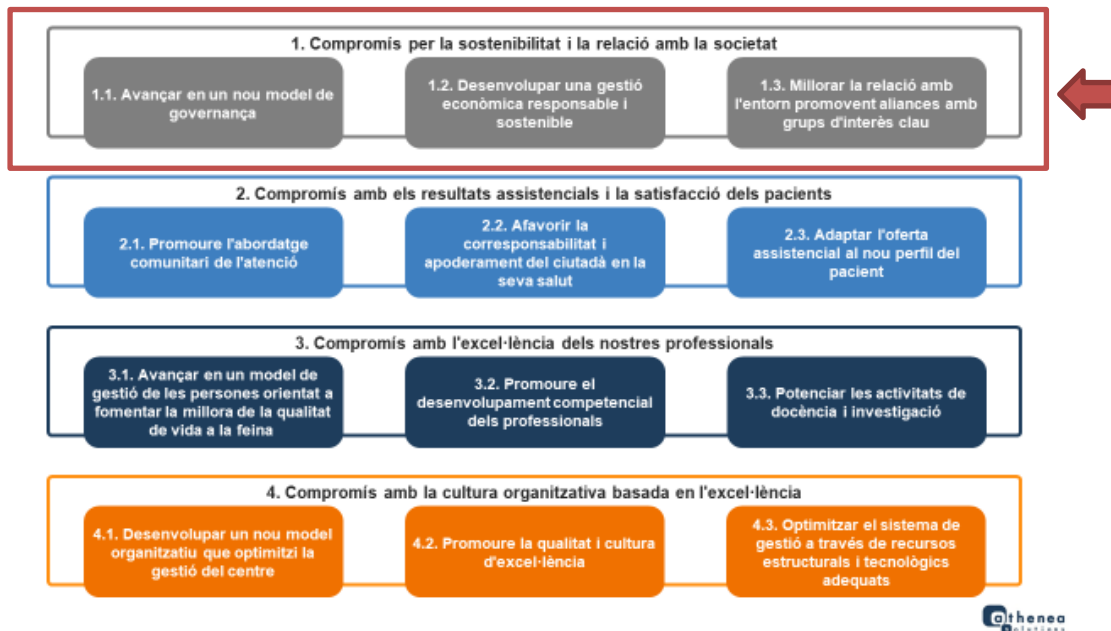 1. Compromís per la sostenibilitat i la relació amb la societat
1.1. Avançar en un nou model de
governança
1.2. Desenvolupar una gestió
econòmica responsable i
sostenible
1.3. Millorar la relació amb
l'entorn promovent aliances amb
grups d'interès clau
2. Compromís amb els resultats assistencials i la satisfacció dels pacients
2.1. Promoure l'abordatge
comunitari de l'atenció
2.2. Afavorir la
corresponsabilitat i
apoderament del ciutadà en la
seva salut
2.3. Adaptar l'oferta
assistencial al nou perfil del
pacient
3. Compromís amb l'excel·lència dels nostres professionals
3.1. Avançar en un model de
gestió de les persones orientat a
fomentar la millora de la qualitat
de vida a la feina
3.2. Promoure el
desenvolupament competencial
dels professionals
3.3. Potenciar les activitats de
docència i investigació
4. Compromís amb la cultura organitzativa basada en l'excel·lència
4.1. Desenvolupar un nou model
organitzatiu que optimitzi la
gestió del centre
4.2. Promoure la qualitat i cultura
d'excel·lència
4.3. Optimitzar el sistema de
gestió a través de recursos
estructurals i tecnològics
adequats
@thenea